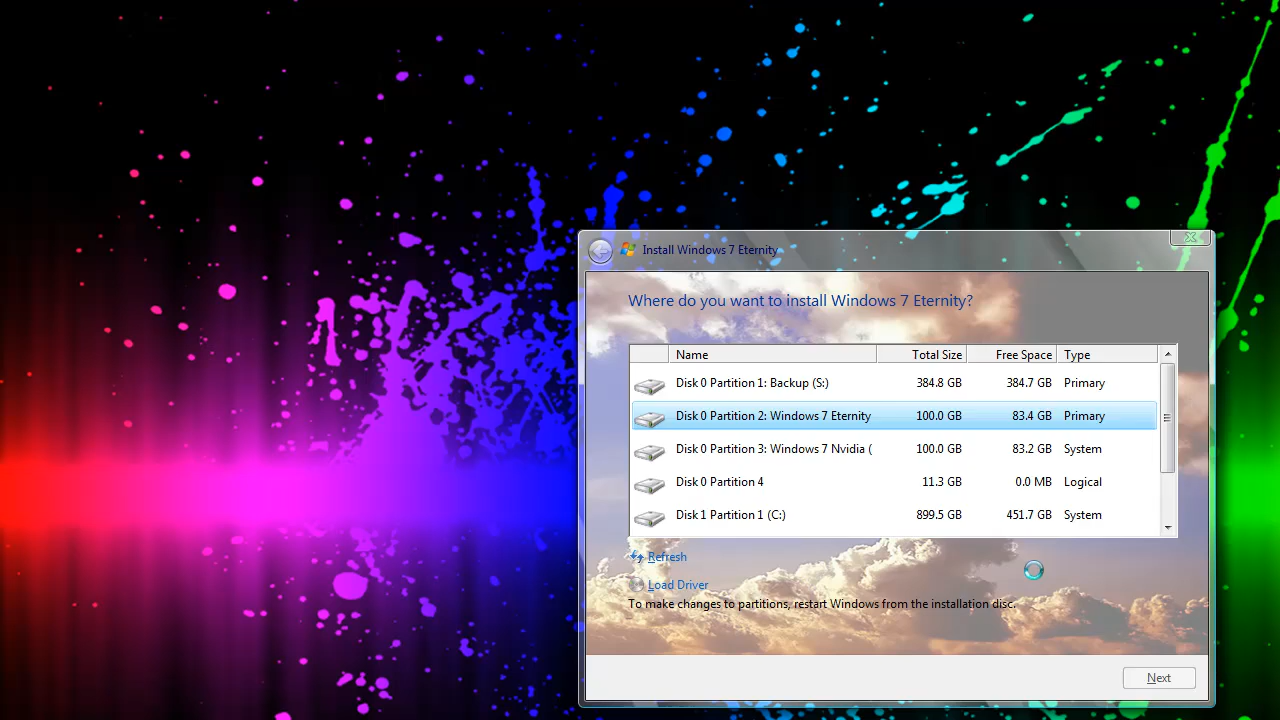 Install Windows 7 Eternity
Where do you want to install Windows 7 Eternity?
Name Total Size Free Space Type
Disk 0 Partition 1: Backup (S:) 384.8 GB 384.7 GB Primary
Disk 0 Partition 2: Windows 7 Eternity 100.0 GB 83.4 GB Primary
Disk 0 Partition 3: Windows 7 Nvidia ( 100.0 GB 83.2 GB System
Disk 0 Partition 4 11.3 GB 0.0 MB Logical
Disk 1 Partition 1 (C:) 899.5 GB 451.7 GB System
Refresh
Load Driver
To make changes to partitions, restart Windows from the installation disc.
Next